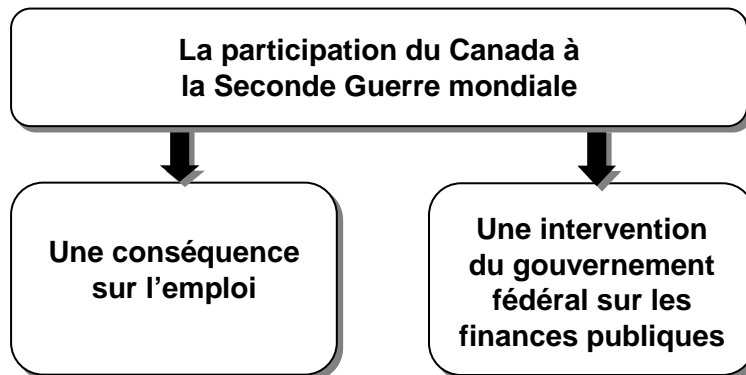 La participation du Canada à
la Seconde Guerre mondiale
Une conséquence
sur l’emploi
Une intervention
du gouvernement
fédéral sur les
finances publiques